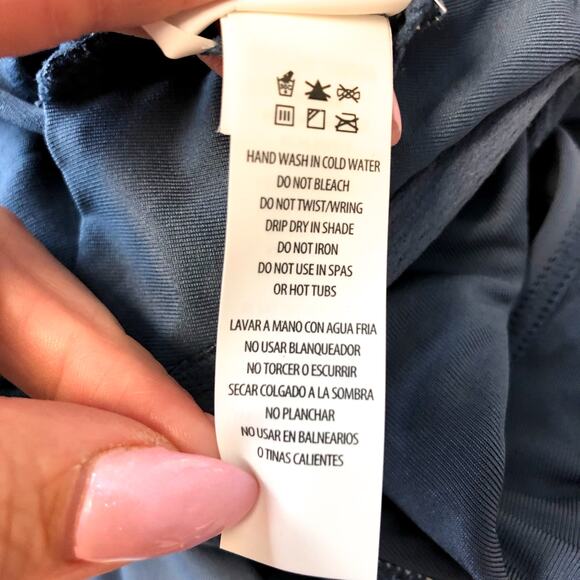 HAND WASH IN COLD WATER
DO NOT BLEACH
DO NOT TWIST/WRING
DRIP DRY IN SHADE
DO NOT IRON
DO NOT USE IN SPAS
OR HOT TUBS
LAVAR A MANO CON AGUA FRIA
NO USAR BLANQUEADOR
NO TORCER O ESCURRIR
SECAR COLGADO A LA SOMBRA
NO PLANCHAR
NO USAR EN BALNEARIOS
O TINAS CALIENTES